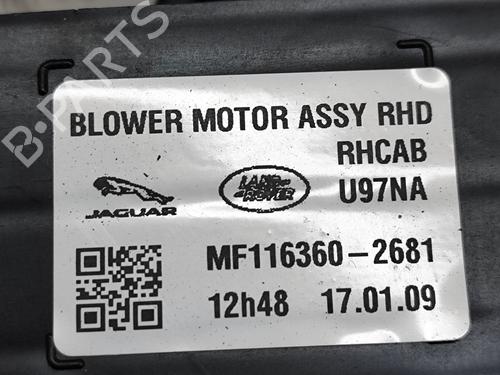 B-PARTS
BLOWER MOTOR ASSY RHD
RHCAB
U97NA
JAGUAR
LAND
ROVER
MF116360-2681
12h48 17.01.09